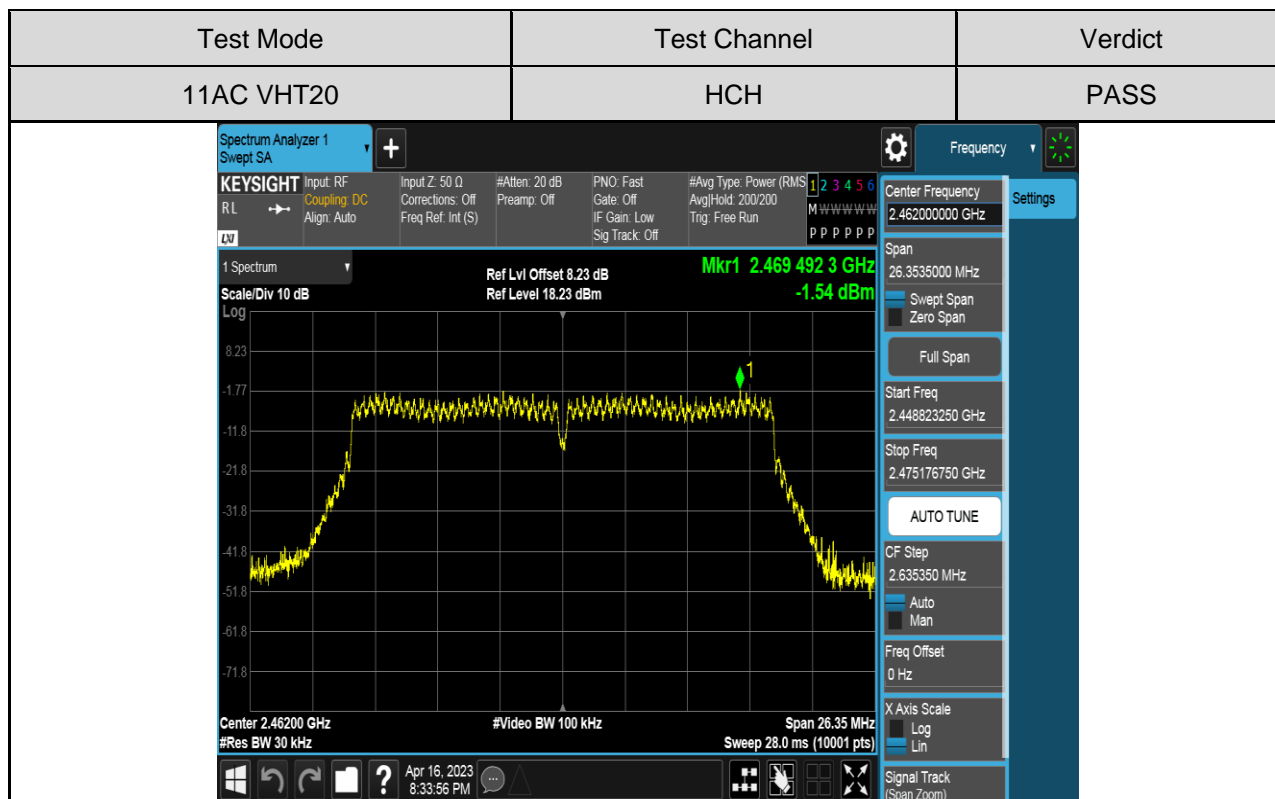 Test Mode Test Channel Verdict
11AC VHT20 HCH PASS
Spectrum Analyzer 1
Swept SA
Frequency
KEYSIGHT Input: RF Input Z: 50 Ω #Atten: 20 dB PNO: Fast #Avg Type: Power (RMS 1 2 3 4 5 6
RL Coupling: DC Corrections: Off Preamp: Off Gate: Off Avg|Hold: 200/200
Align: Auto Freq Ref: Int (S) IF Gain: Low Trig: Free Run M W W W W W
LXI Sig Track: Off P P P P P P
1 Spectrum Ref Lvl Offset 8.23 dB Mkr1 2.469 492 3 GHz
Scale/Div 10 dB Ref Level 18.23 dBm -1.54 dBm
Log
8.23
1
-1.77
-11.8
-21.8
-31.8
-41.8
-51.8
-61.8
-71.8
Center 2.46200 GHz #Video BW 100 kHz Span 26.35 MHz
#Res BW 30 kHz Sweep 28.0 ms (10001 pts)
Center Frequency
2.462000000 GHz
Settings
Span
26.3535000 MHz
Swept Span
Zero Span
Full Span
Start Freq
2.448823250 GHz
Stop Freq
2.475176750 GHz
AUTO TUNE
CF Step
2.635350 MHz
Auto
Man
Freq Offset
0 Hz
X Axis Scale
Log
Lin
Signal Track
(Span Zoom)
? Apr 16, 2023
8:33:56 PM